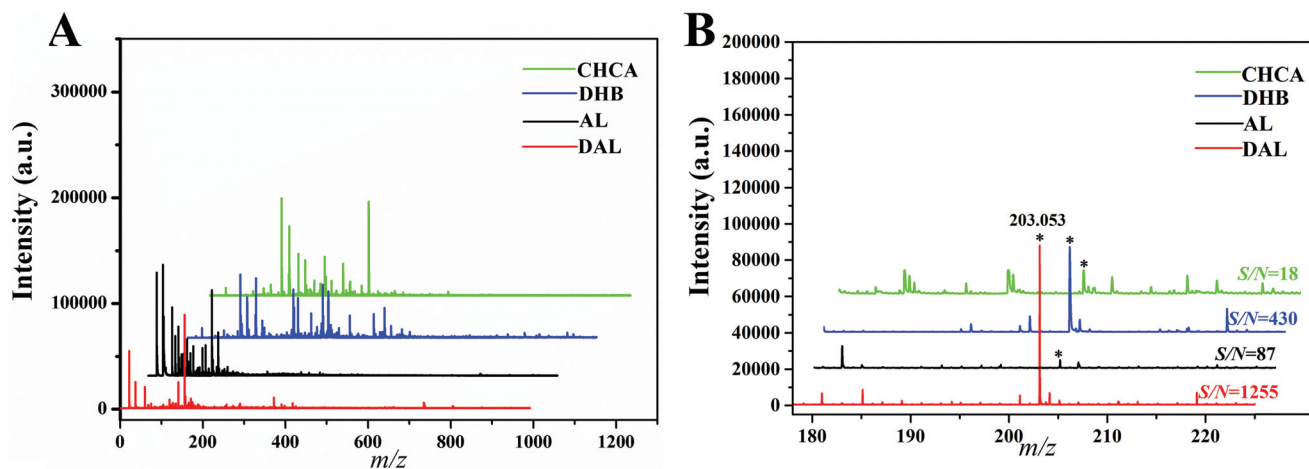 A
CHCA
DHB
AL
DAL
Intensity (a.u.)
300000
200000
100000
0
0 200 400 600 800 1000 1200
m/z
B
CHCA
DHB
AL
DAL
Intensity (a.u.)
200000
180000
160000
140000
120000
100000
80000
60000
40000
20000
0
203.053
* * *
*
S/N=18
S/N=430
S/N=87
S/N=1255
180 190 200 210 220
m/z